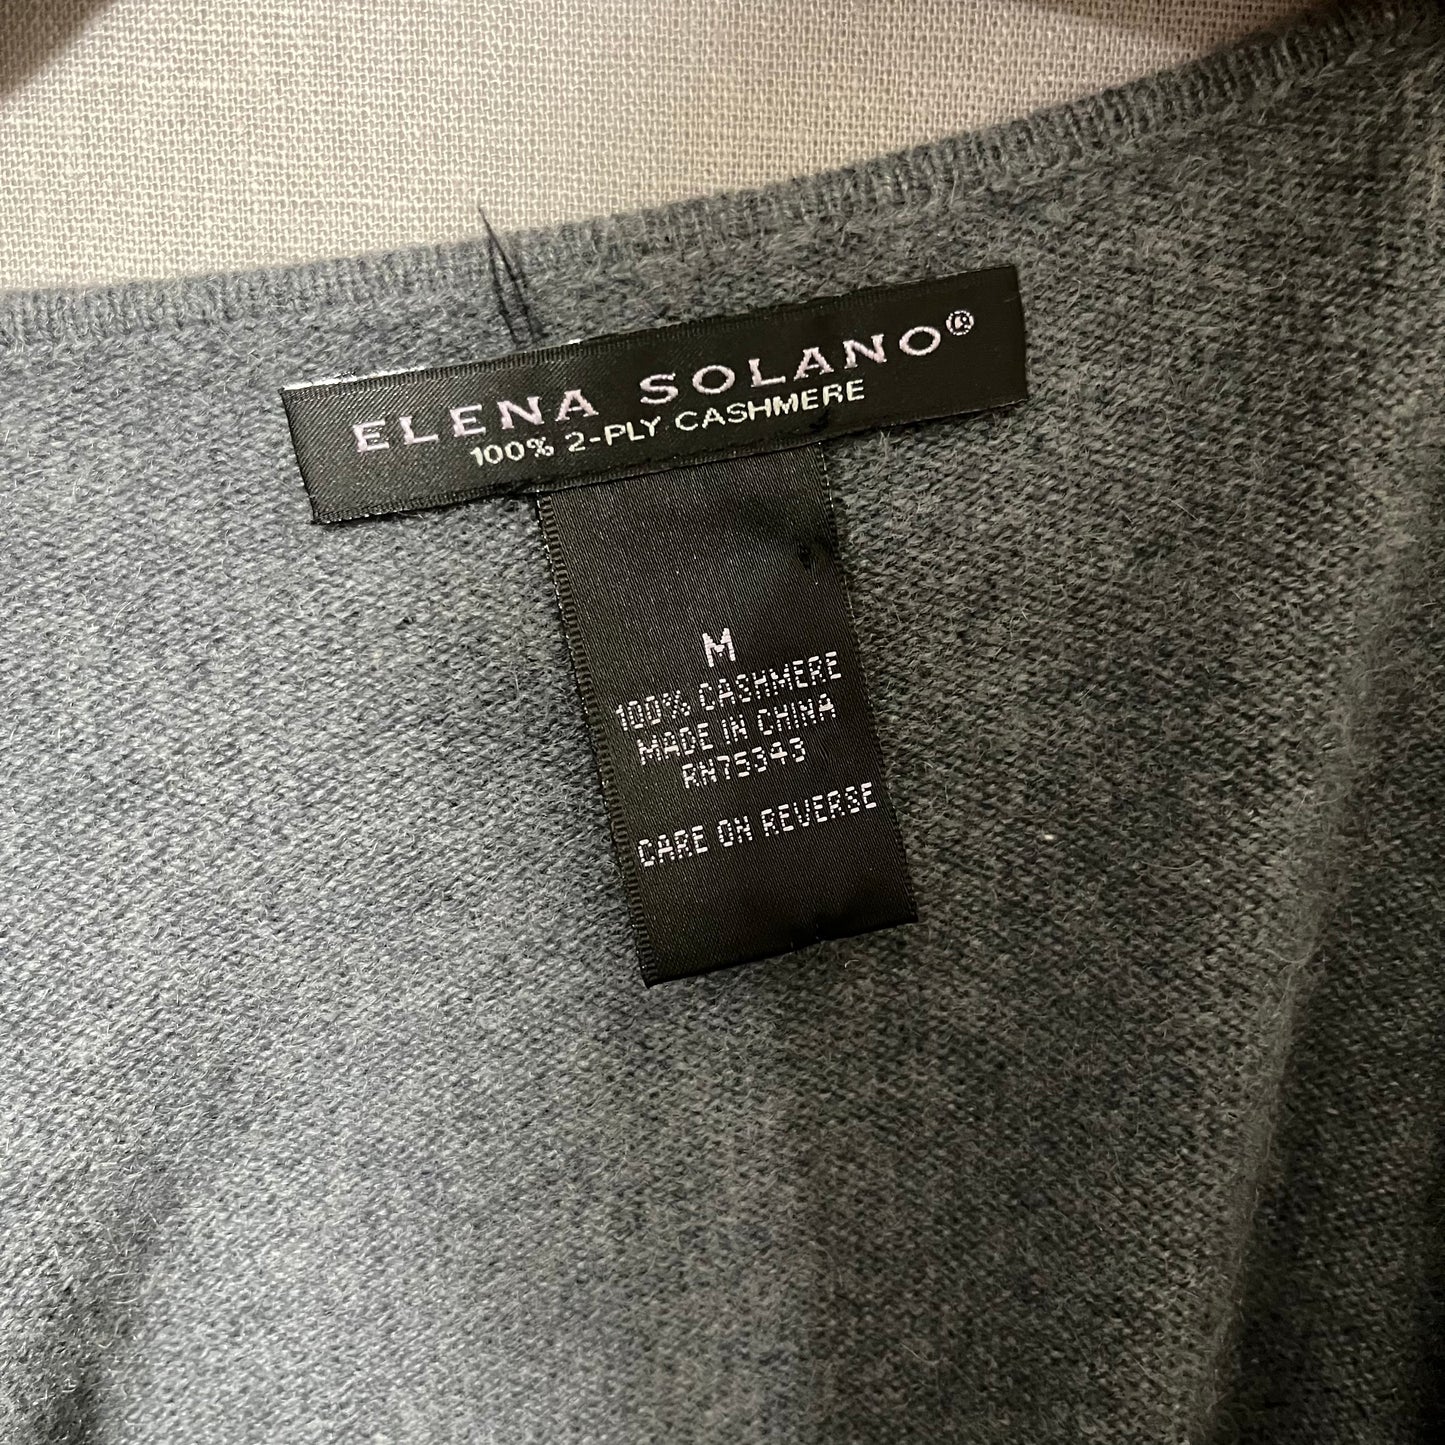 ELENA SOLANO®
100% 2-PLY CASHMERE
M
100% CASHMERE
MADE IN CHINA
RN75343
CARE ON REVERSE